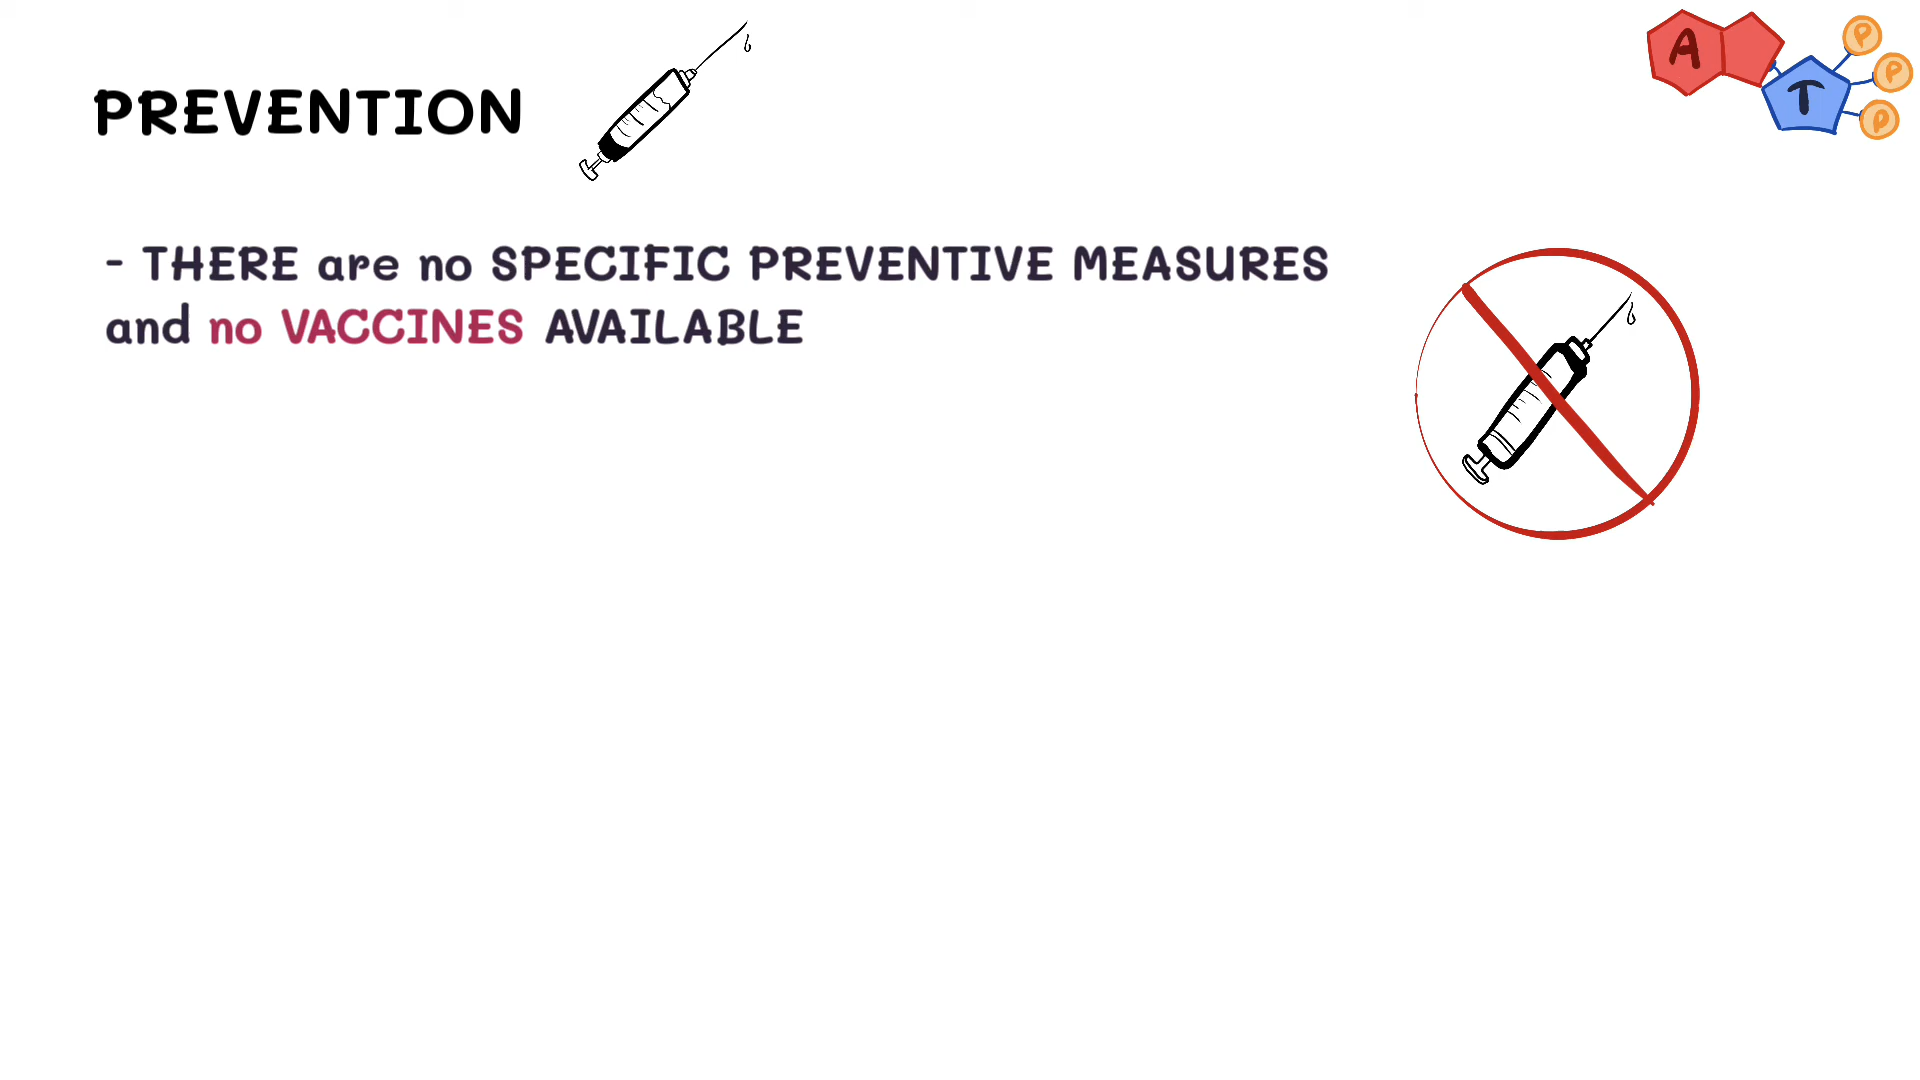 PREVENTION
- THERE are no SPECIFIC PREVENTIVE MEASURES
and no VACCINES AVAILABLE
A
T
P
P
P